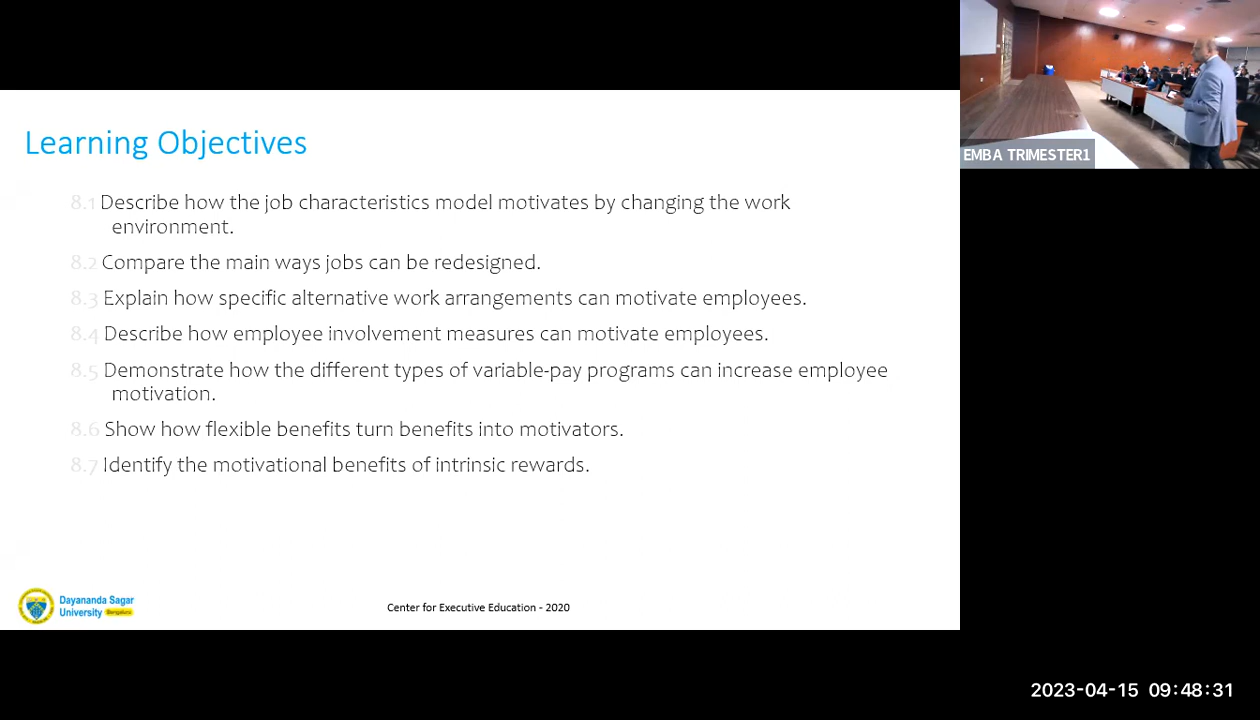 Learning Objectives
8.1 Describe how the job characteristics model motivates by changing the work
environment.
8.2 Compare the main ways jobs can be redesigned.
8.3 Explain how specific alternative work arrangements can motivate employees.
8.4 Describe how employee involvement measures can motivate employees.
8.5 Demonstrate how the different types of variable-pay programs can increase employee
motivation.
8.6 Show how flexible benefits turn benefits into motivators.
8.7 Identify the motivational benefits of intrinsic rewards.
Dayananda Sagar
University Bengaluru
Center for Executive Education - 2020
EMBA TRIMESTER1
2023-04-15 09:48:31